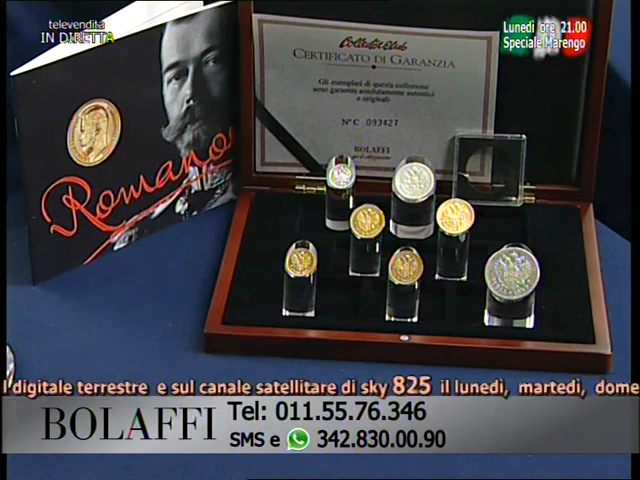 televendita
IN DIRETTA
Lunedì ore 21.00
Speciale Marengo
Collector Club
CERTIFICATO DI GARANZIA
Gli esemplari di questa collezione
sono garantiti assolutamente autentici
e originali
N° C 093427
BOLAFFI
Romanov
l digitale terrestre e sul canale satellitare di sky 825 il lunedì, martedì, dome
BOLAFFI
Tel: 011.55.76.346
SMS e 342.830.00.90